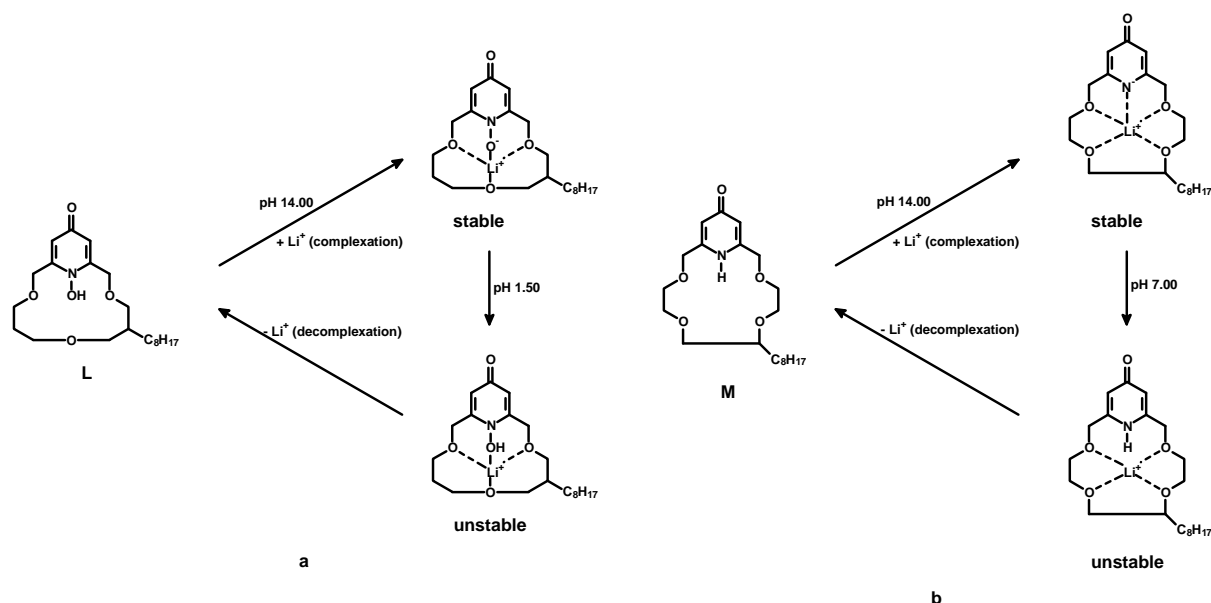 O
N
O⁻
O O
Li⁺
O
C₈H₁₇
stable
pH 14.00
+ Li⁺ (complexation)
O
N
OH
O O
O
C₈H₁₇
L
pH 1.50
- Li⁺ (decomplexation)
O
N
OH
O O
Li⁺
O
C₈H₁₇
unstable
a
O
N⁻
O O
Li⁺
O O
C₈H₁₇
stable
pH 14.00
+ Li⁺ (complexation)
O
N
H
O O
O O
C₈H₁₇
M
pH 7.00
- Li⁺ (decomplexation)
O
N
H
O O
Li⁺
O O
C₈H₁₇
unstable
b